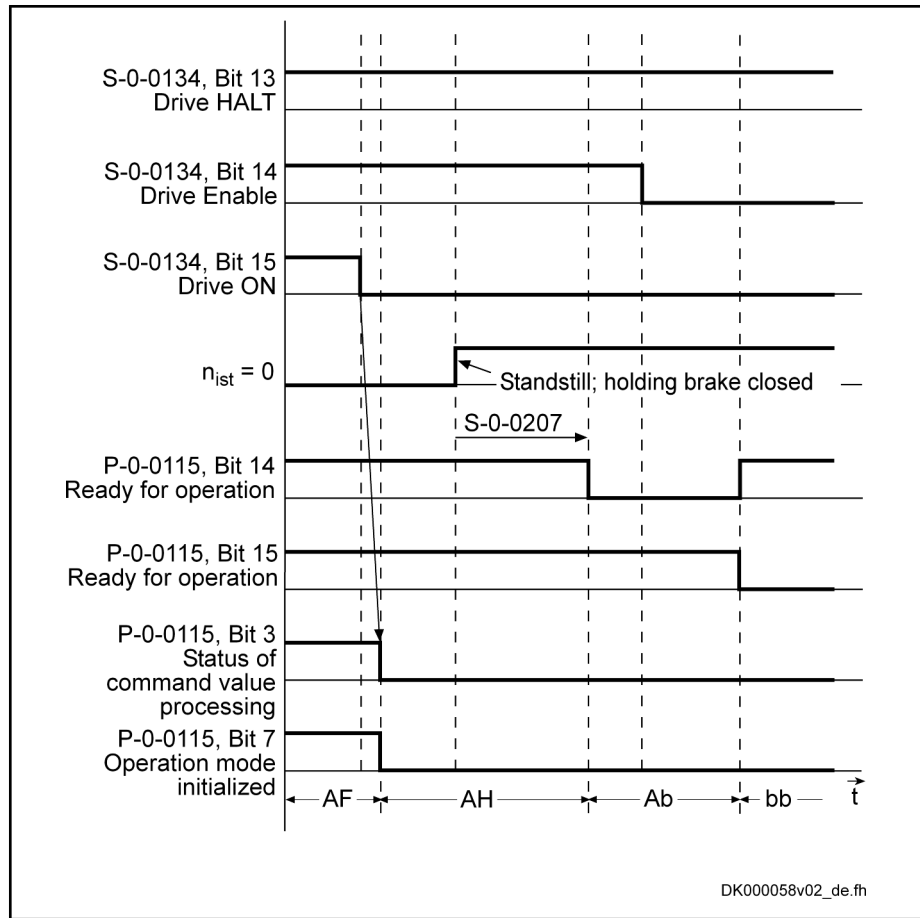 S-0-0134, Bit 13
Drive HALT
S-0-0134, Bit 14
Drive Enable
S-0-0134, Bit 15
Drive ON
nist = 0
Standstill; holding brake closed
S-0-0207
P-0-0115, Bit 14
Ready for operation
P-0-0115, Bit 15
Ready for operation
P-0-0115, Bit 3
Status of
command value
processing
P-0-0115, Bit 7
Operation mode
initialized
AF
AH
Ab
bb
t
DK000058v02_de.fh